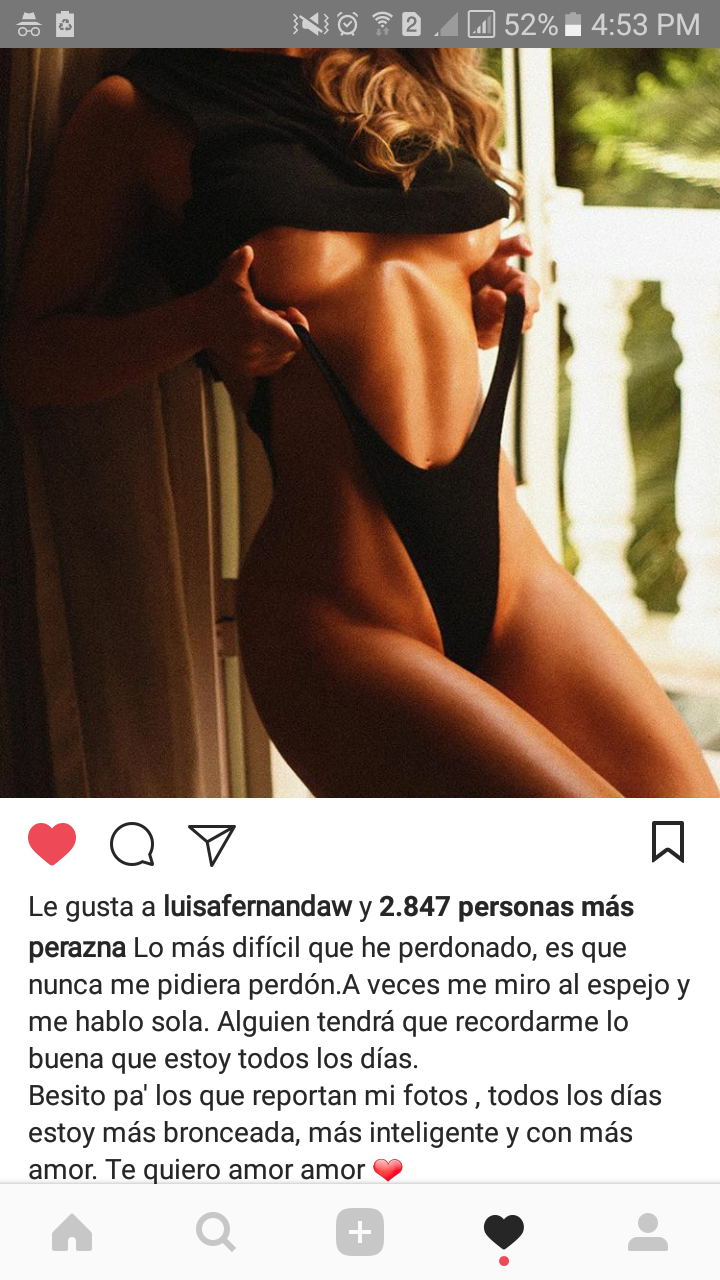 2 52% 4:53 PM
Le gusta a luisafernandaw y 2.847 personas más
perazna Lo más difícil que he perdonado, es que
nunca me pidiera perdón.A veces me miro al espejo y
me hablo sola. Alguien tendrá que recordarme lo
buena que estoy todos los días.
Besito pa' los que reportan mi fotos , todos los días
estoy más bronceada, más inteligente y con más
amor. Te quiero amor amor ❤